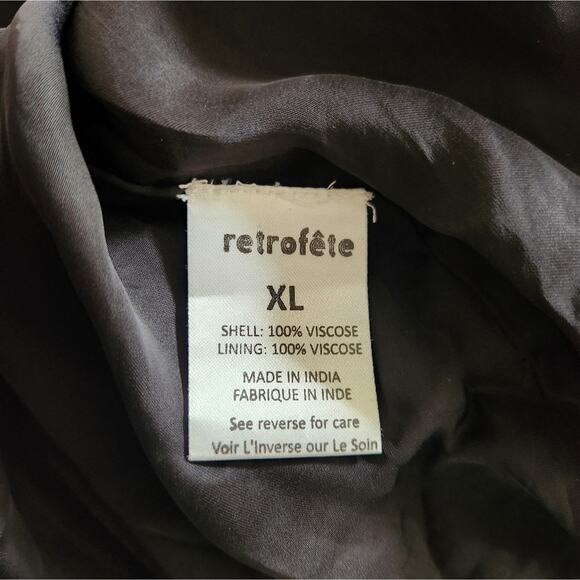 retrofête
XL
SHELL: 100% VISCOSE
LINING: 100% VISCOSE
MADE IN INDIA
FABRIQUE IN INDE
See reverse for care
Voir L'Inverse our Le Soin